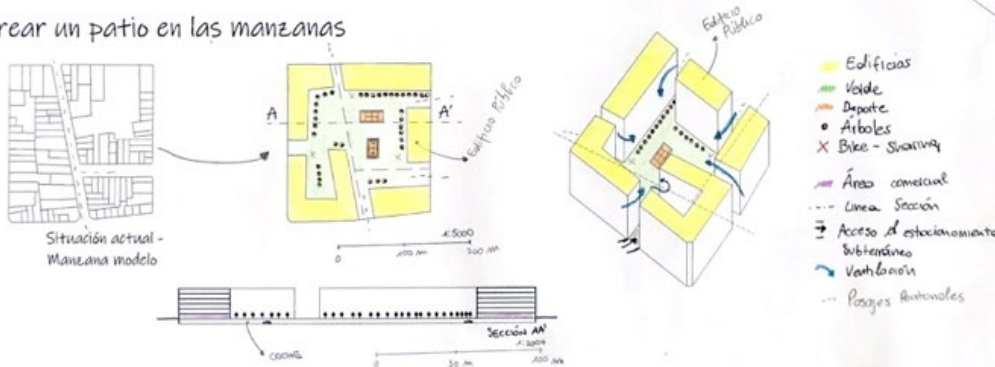 rear un patio en las manzanas
Situación actual -
Manzana modelo
A
A'
Edificio Público
1:5000
0
100 m
200 m
Edificio
Público
Edificios
Verde
Deporte
Árboles
Bike - Sharing
Área comercial
Linea Sección
Acceso al estacionamiento
Subterráneo
Ventilación
Pasajes Peatonales
SECCIÓN AA'
COCHE
0
50 m
100 m